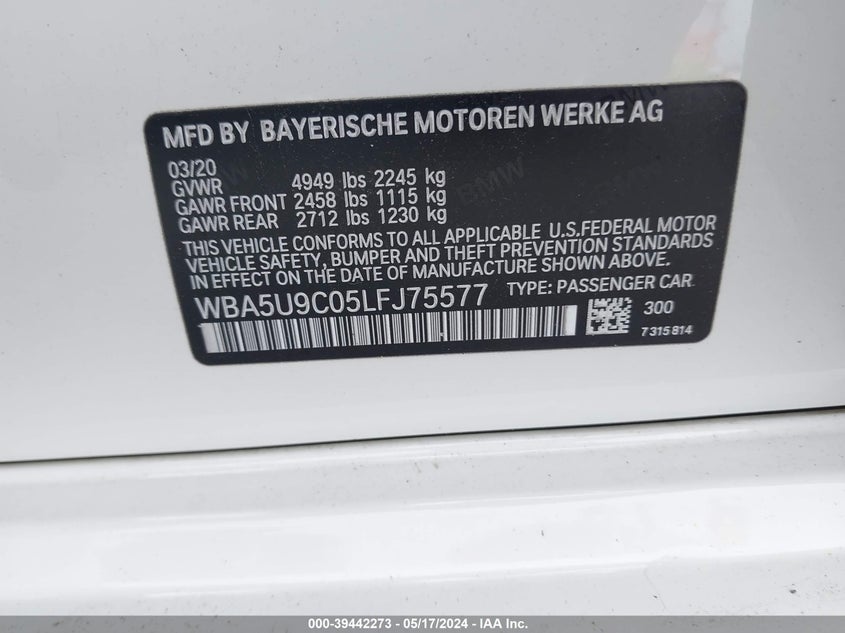 MFD BY BAYERISCHE MOTOREN WERKE AG
03/20
GVWR 4949 lbs 2245 kg
GAWR FRONT 2458 lbs 1115 kg
GAWR REAR 2712 lbs 1230 kg
THIS VEHICLE CONFORMS TO ALL APPLICABLE U.S.FEDERAL MOTOR
VEHICLE SAFETY, BUMPER AND THEFT PREVENTION STANDARDS
IN EFFECT ON THE DATE OF MANUFACTURE SHOWN ABOVE.
WBA5U9C05LFJ75577 TYPE: PASSENGER CAR
300
7315814
BMW
000-39442273 - 05/17/2024 - IAA Inc.